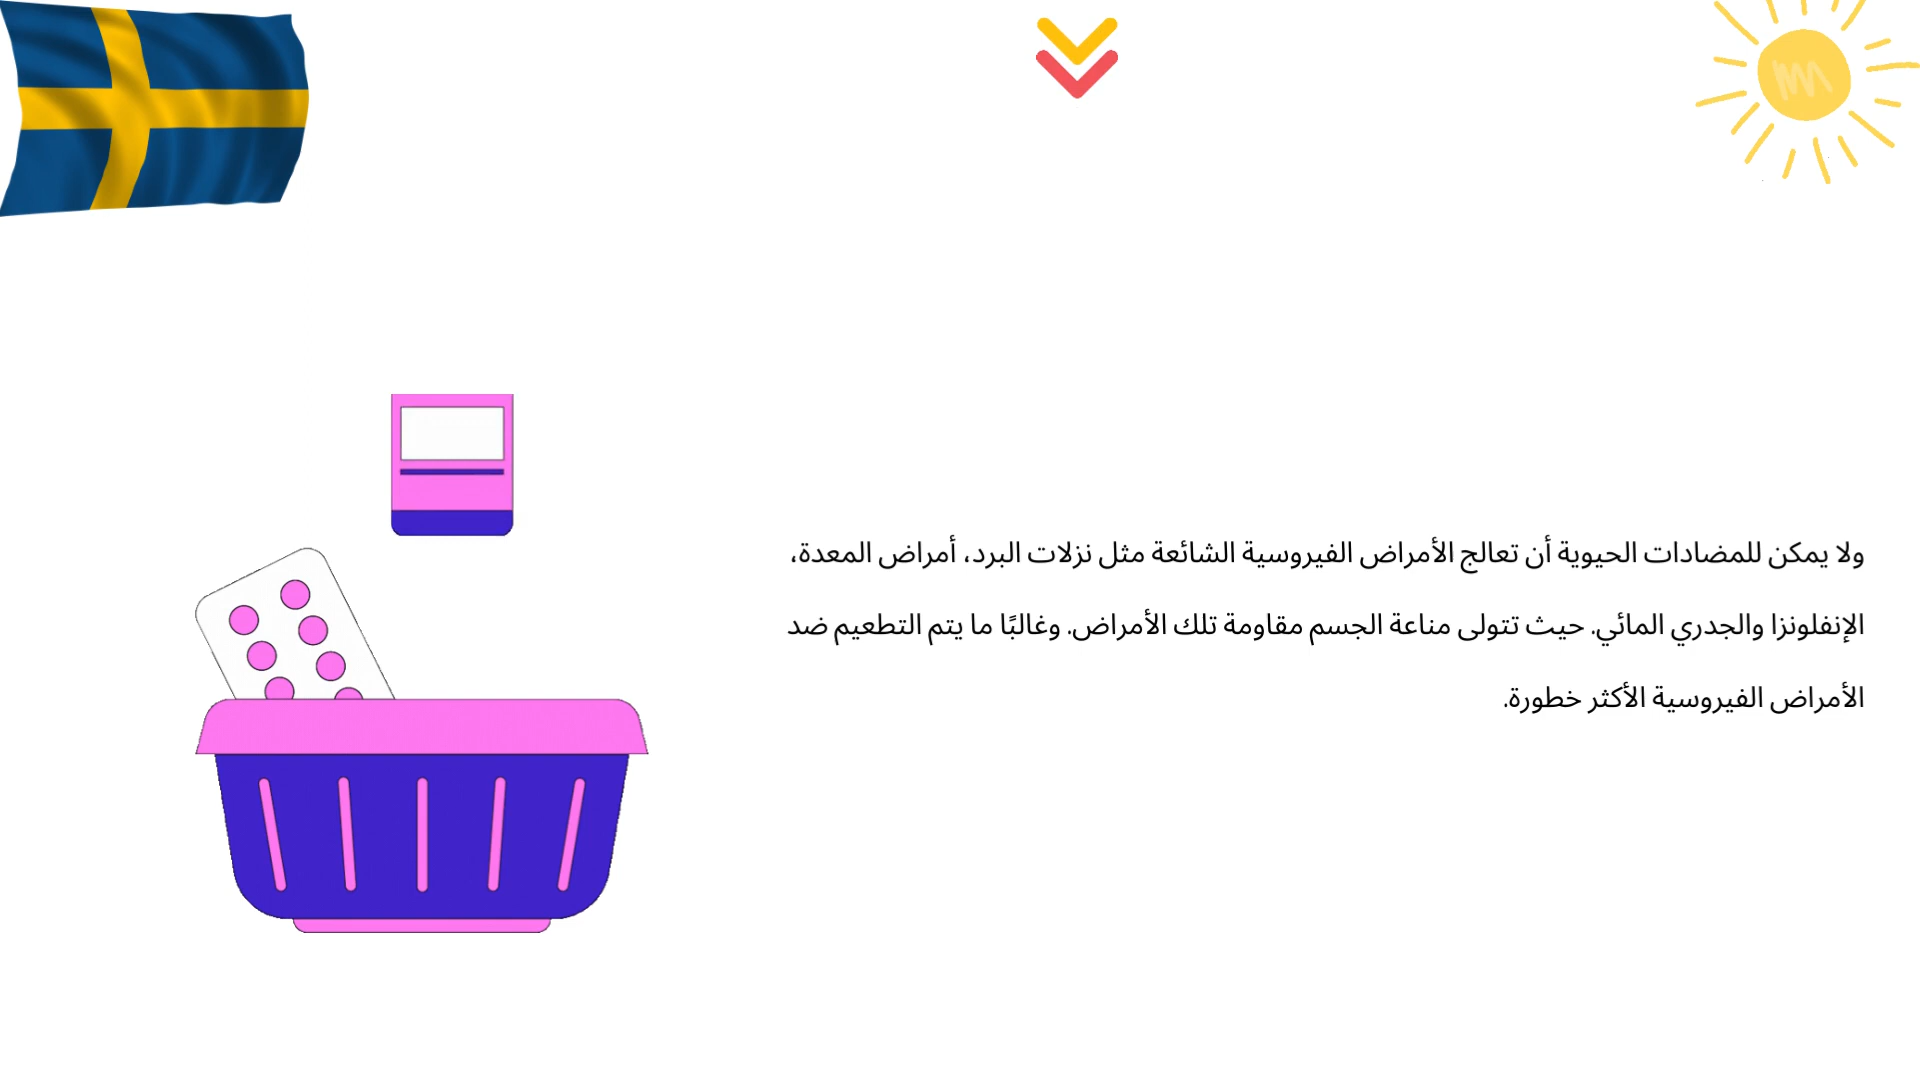 ولا يمكن للمضادات الحيوية أن تعالج الأمراض الفيروسية الشائعة مثل نزلات البرد، أمراض المعدة،
الإنفلونزا والجدري المائي. حيث تتولى مناعة الجسم مقاومة تلك الأمراض. وغالبًا ما يتم التطعيم ضد
الأمراض الفيروسية الأكثر خطورة.